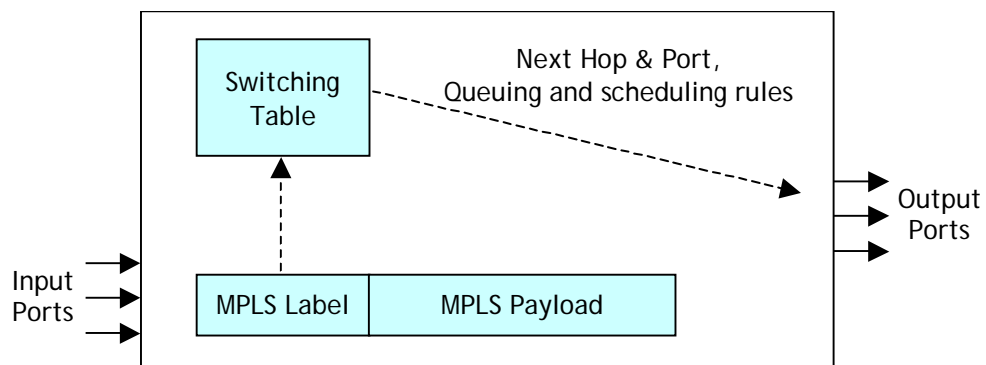 Switching
Table
Next Hop & Port,
Queuing and scheduling rules
Output
Ports
Input
Ports
MPLS Label
MPLS Payload